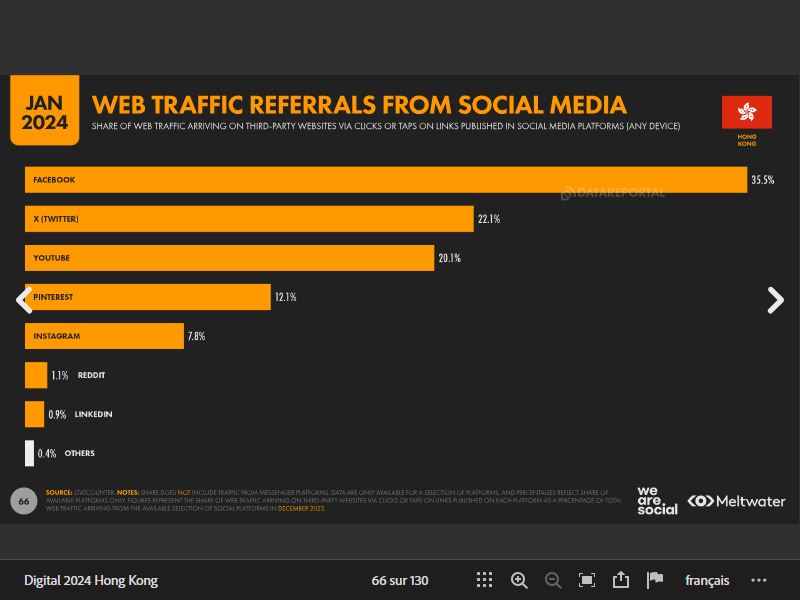 JAN
2024
WEB TRAFFIC REFERRALS FROM SOCIAL MEDIA
SHARE OF WEB TRAFFIC ARRIVING ON THIRD-PARTY WEBSITES VIA CLICKS OR TAPS ON LINKS PUBLISHED IN SOCIAL MEDIA PLATFORMS (ANY DEVICE)
HONG
KONG
FACEBOOK 35.5%
DATAREPORTAL
X (TWITTER) 22.1%
YOUTUBE 20.1%
PINTEREST 12.1%
INSTAGRAM 7.8%
1.1% REDDIT
0.9% LINKEDIN
0.4% OTHERS
66
SOURCE: STATCOUNTER. NOTES: SHARE DOES NOT INCLUDE TRAFFIC FROM MESSENGER PLATFORMS. DATA ARE ONLY AVAILABLE FOR A SELECTION OF PLATFORMS, AND PERCENTAGES REFLECT SHARE OF
AVAILABLE PLATFORMS ONLY. FIGURES REPRESENT THE SHARE OF WEB TRAFFIC ARRIVING ON THIRD-PARTY WEBSITES VIA CLICKS OR TAPS ON LINKS PUBLISHED ON EACH PLATFORM AS A PERCENTAGE OF TOTAL
WEB TRAFFIC ARRIVING FROM THE AVAILABLE SELECTION OF SOCIAL PLATFORMS IN DECEMBER 2023.
we
are.
social
Meltwater
Digital 2024 Hong Kong
66 sur 130
français